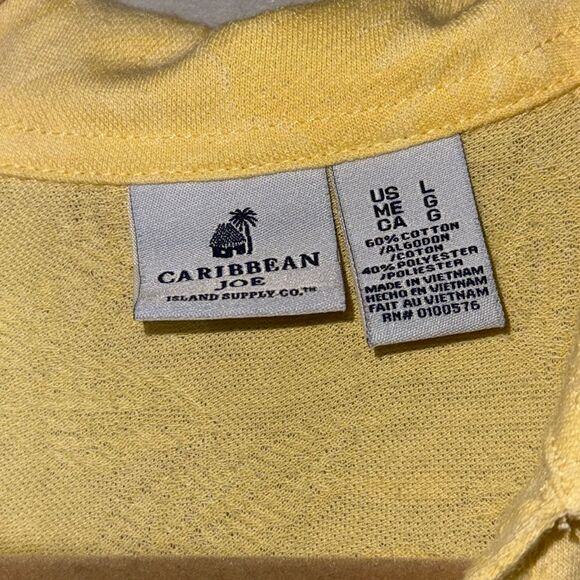 CARIBBEAN
JOE
ISLAND SUPPLY CO.™
US L
ME G
CA G
60% COTTON
/ALGODON
/COTON
40% POLYESTER
/POLIESTER
MADE IN VIETNAM
HECHO EN VIETNAM
FAIT AU VIETNAM
RN# 0100576